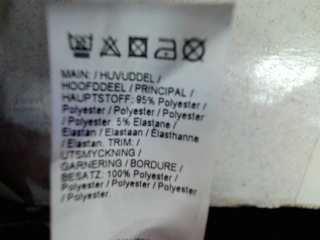 MAIN: / HUVUDDEL /
HOOFDDEEL / PRINCIPAL /
HAUPTSTOFF: 95% Polyester /
Polyester / Polyester / Polyester
/ Polyester. 5% Elastane /
Elastan / Elastaan / Élasthanne
/ Elastan. TRIM: /
UTSMYCKNING /
GARNERING / BORDURE /
BESATZ: 100% Polyester /
Polyester / Polyester / Polyester
/ Polyester.